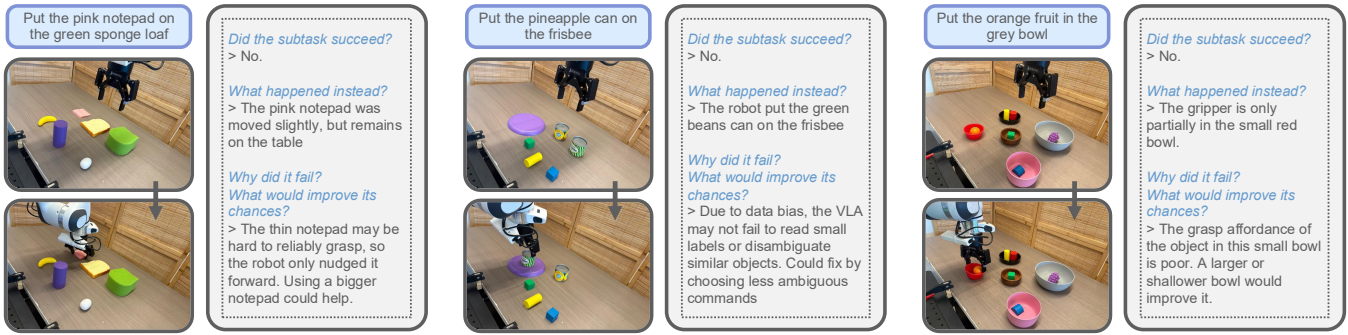 Put the pink notepad on
the green sponge loaf
Did the subtask succeed?
> No.
What happened instead?
> The pink notepad was
moved slightly, but remains
on the table
Why did it fail?
What would improve its
chances?
> The thin notepad may be
hard to reliably grasp, so
the robot only nudged it
forward. Using a bigger
notepad could help.
Put the pineapple can on
the frisbee
Did the subtask succeed?
> No.
What happened instead?
> The robot put the green
beans can on the frisbee
Why did it fail?
What would improve its
chances?
> Due to data bias, the VLA
may not fail to read small
labels or disambiguate
similar objects. Could fix by
choosing less ambiguous
commands
Put the orange fruit in the
grey bowl
Did the subtask succeed?
> No.
What happened instead?
> The gripper is only
partially in the small red
bowl.
Why did it fail?
What would improve its
chances?
> The grasp affordance of
the object in this small bowl
is poor. A larger or
shallower bowl would
improve it.